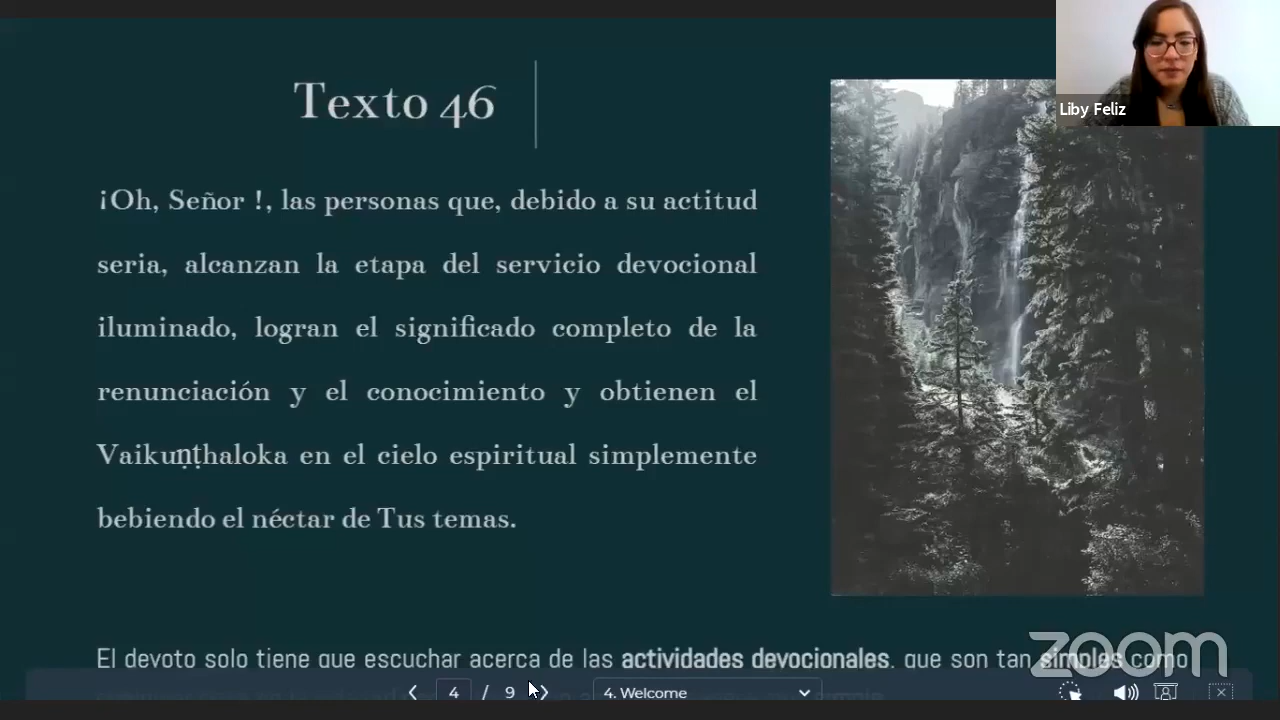 Texto 46
Liby Feliz
¡Oh, Señor !, las personas que, debido a su actitud
seria, alcanzan la etapa del servicio devocional
iluminado, logran el significado completo de la
renunciación y el conocimiento y obtienen el
Vaikuṇṭhaloka en el cielo espiritual simplemente
bebiendo el néctar de Tus temas.
El devoto solo tiene que escuchar acerca de las actividades devocionales, que son tan simples como
zoom
4 / 9 4. Welcome